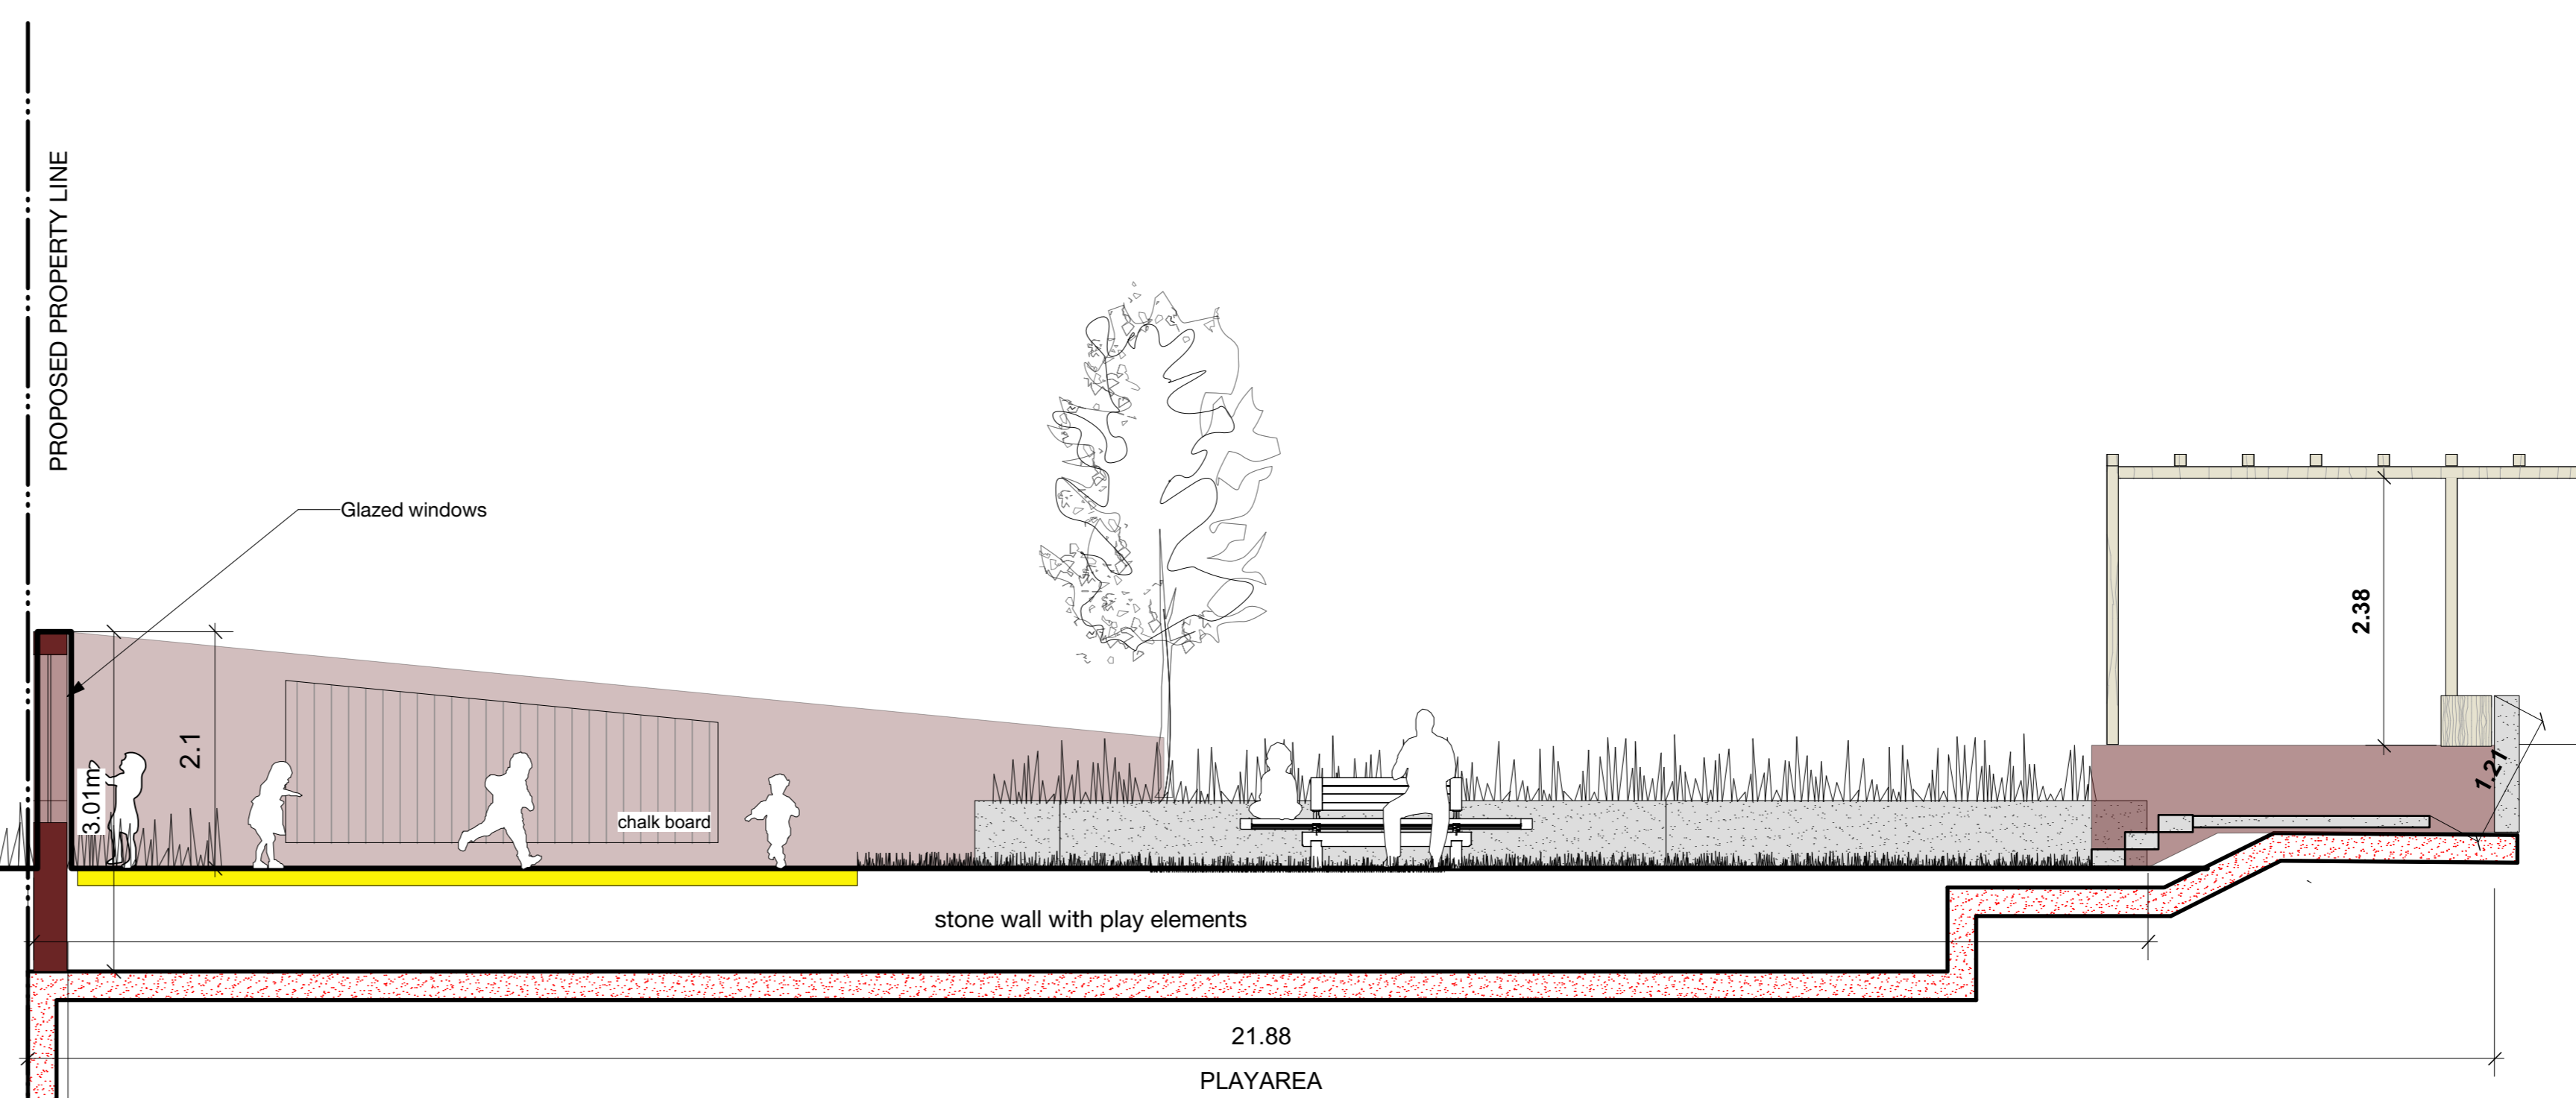 PROPOSED PROPERTY LINE
Glazed windows
2.38
2.1
3.01m
1.21
chalk board
stone wall with play elements
21.88
PLAYAREA